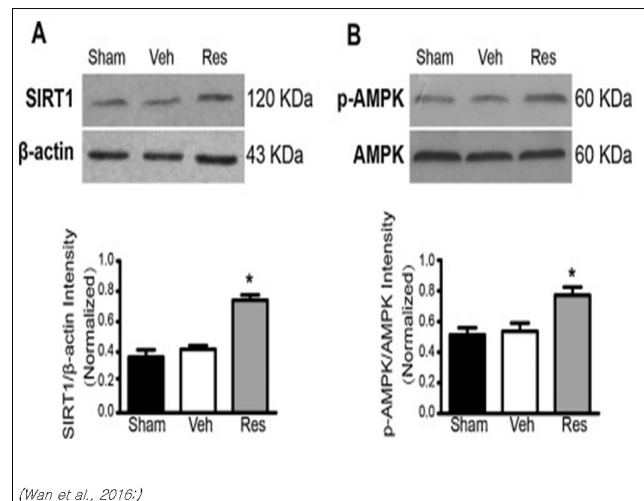 A
Sham Veh Res
SIRT1 120 KDa
β-actin 43 KDa
SIRT1/β-actin Intensity
(Normalized)
1.0
0.8
0.6
0.4
0.2
0.0
*
Sham Veh Res
B
Sham Veh Res
p-AMPK 60 KDa
AMPK 60 KDa
p-AMPK/AMPK Intensity
(Normalized)
1.0
0.8
0.6
0.4
0.2
0.0
*
Sham Veh Res
(Wan et al., 2016;)